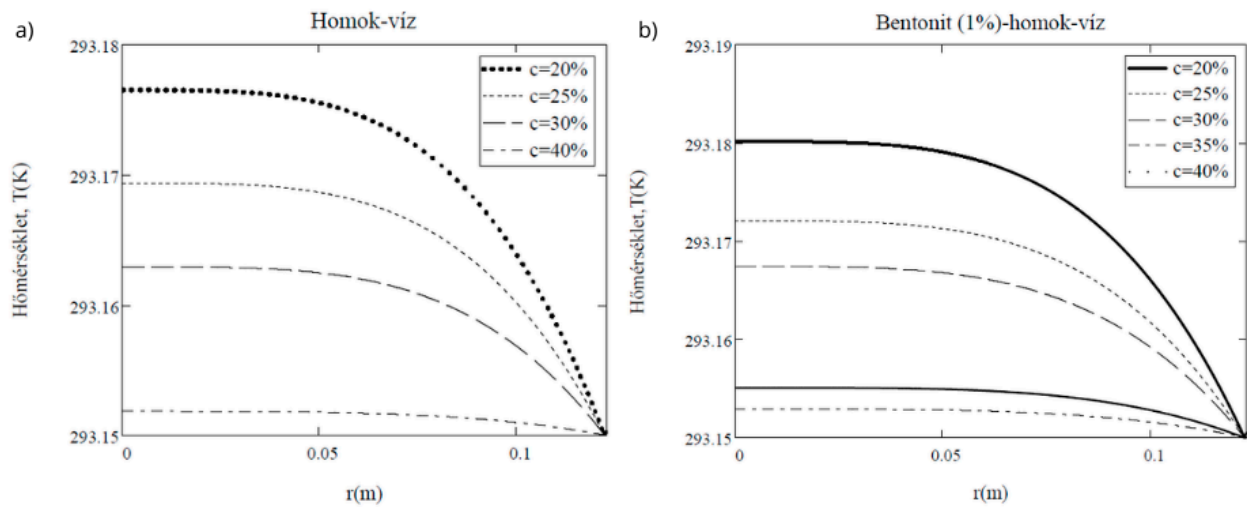 a)
Homok-víz
293.18
293.17
293.16
293.15
Hőmérséklet, T(K)
c=20%
c=25%
c=30%
c=40%
0
0.05
0.1
r(m)
b)
Bentonit (1%)-homok-víz
293.19
293.18
293.17
293.16
293.15
Hőmérséklet,T(K)
c=20%
c=25%
c=30%
c=35%
c=40%
0
0.05
0.1
r(m)